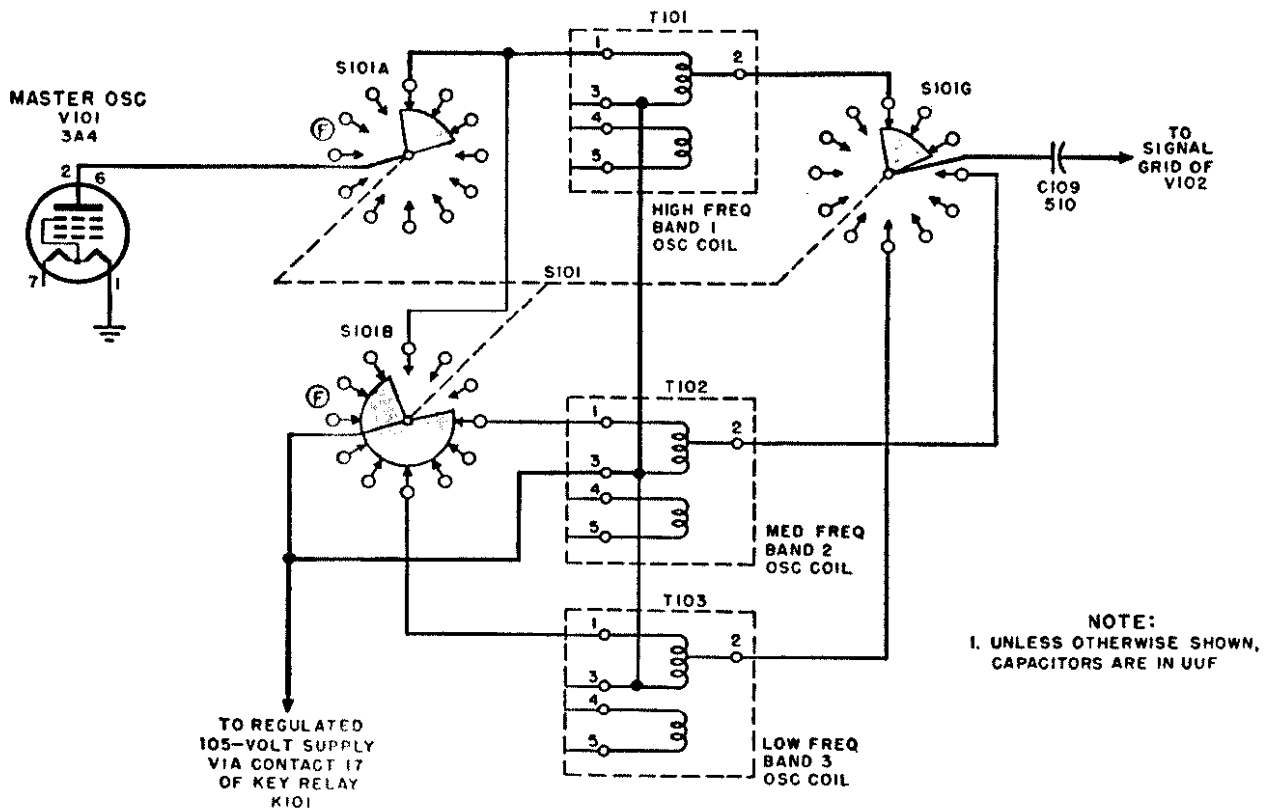 T101
1
2
3
4
5
HIGH FREQ
BAND 1
OSC COIL
S101A
F
MASTER OSC
V101
3A4
2 6
7
1
S101G
C109
510
TO
SIGNAL
GRID OF
V102
S101
S101B
F
T102
1
2
3
4
5
MED FREQ
BAND 2
OSC COIL
T103
1
2
3
4
5
LOW FREQ
BAND 3
OSC COIL
NOTE:
1. UNLESS OTHERWISE SHOWN,
CAPACITORS ARE IN UUF
TO REGULATED
105-VOLT SUPPLY
VIA CONTACT 17
OF KEY RELAY
K101